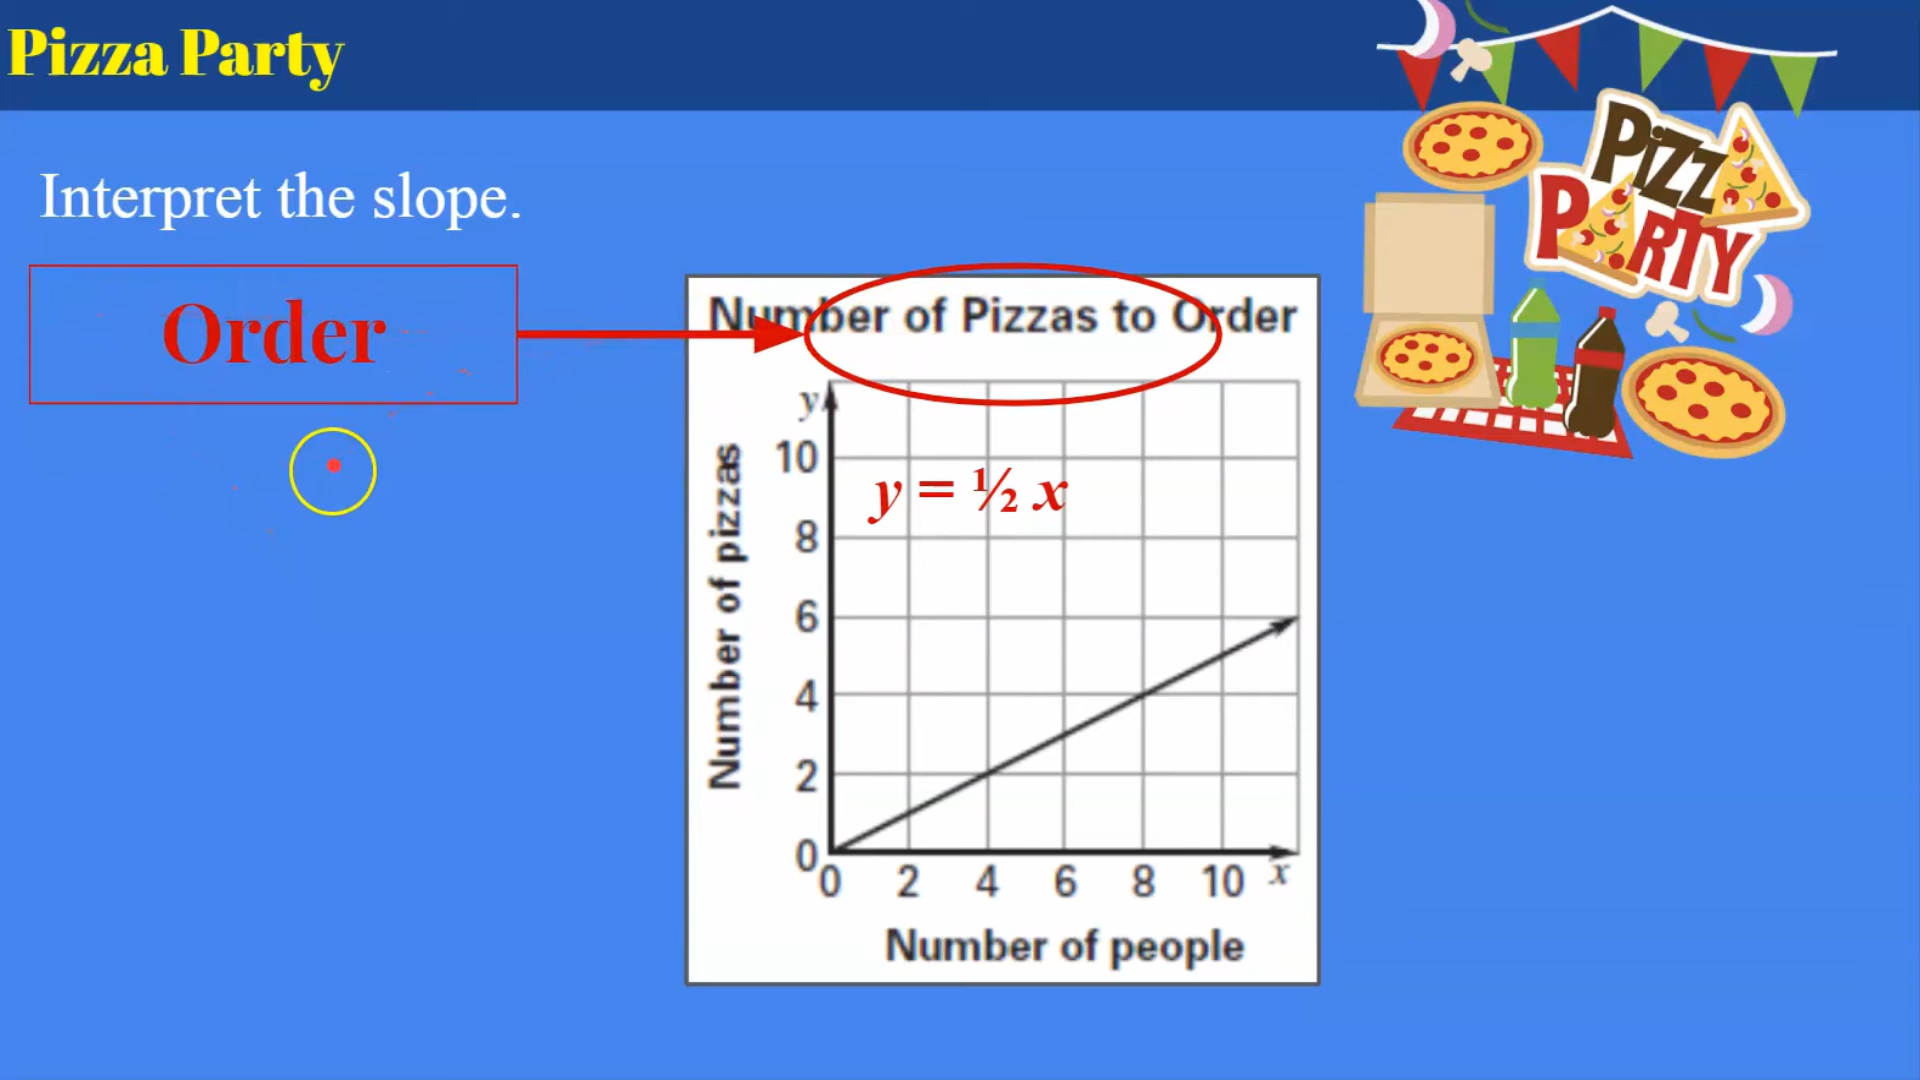 Pizza Party
Interpret the slope.
Order
PiZZ
PARTY
Number of Pizzas to Order
y
10
8
6
4
2
0
y = ½ x
Number of pizzas
0 2 4 6 8 10 x
Number of people